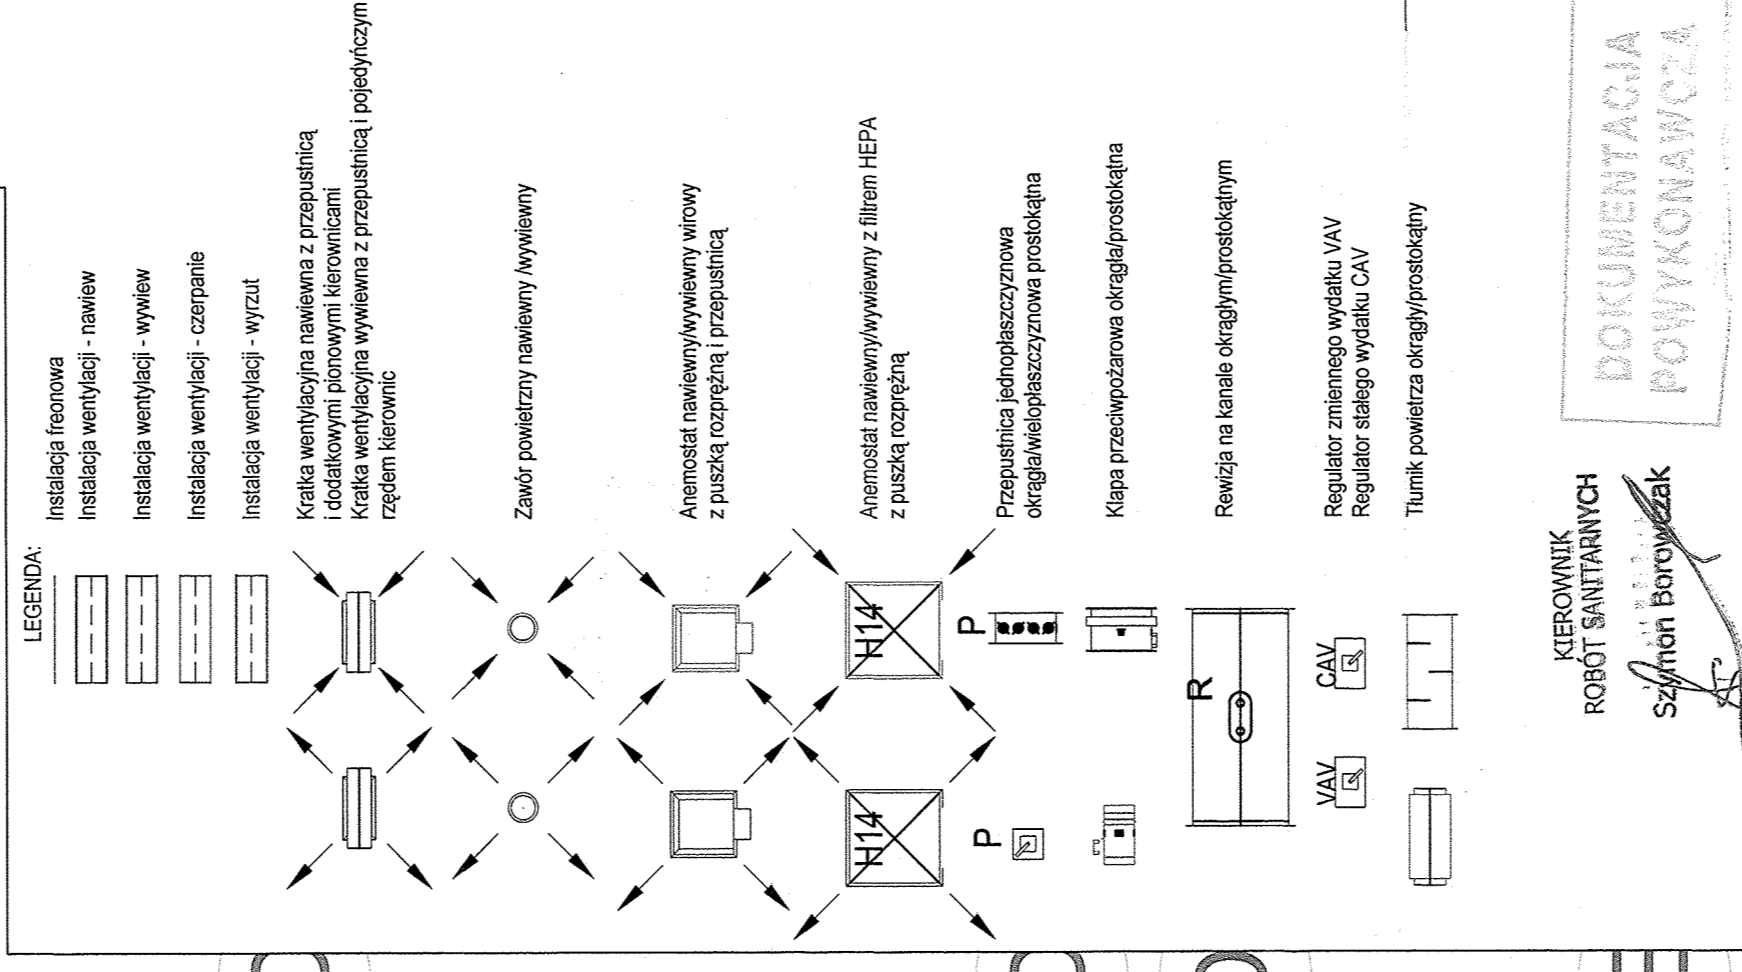 LEGENDA:
Instalacja freonowa
Instalacja wentylacji - nawiew
Instalacja wentylacji - wywiew
Instalacja wentylacji - czerpanie
Instalacja wentylacji - wyrzut
Kratka wentylacyjna nawiewna z przepustnicą
i dodatkowymi pionowymi kierownicami
Kratka wentylacyjna wywiewna z przepustnicą i pojedyńczym
rzędem kierownic
Zawór powietrzny nawiewny /wywiewny
Anemostat nawiewny/wywiewny wirowy
z puszką rozprężną i przepustnicą
H14
H14
Anemostat nawiewny/wywiewny z filtrem HEPA
z puszką rozprężną
P
P
Przepustnica jednopłaszczyznowa
okrągła/wielopłaszczyznowa prostokątna
Klapa przeciwpożarowa okrągła/prostokątna
R
Rewizja na kanale okrągłym/prostokątnym
VAV
CAV
Regulator zmiennego wydatku VAV
Regulator stałego wydatku CAV
Tłumik powietrza okrągły/prostokątny
KIEROWNIK
ROBÓT SANITARNYCH
Szymon Borowczak
DOKUMENTACJA
POWYKONAWCZA